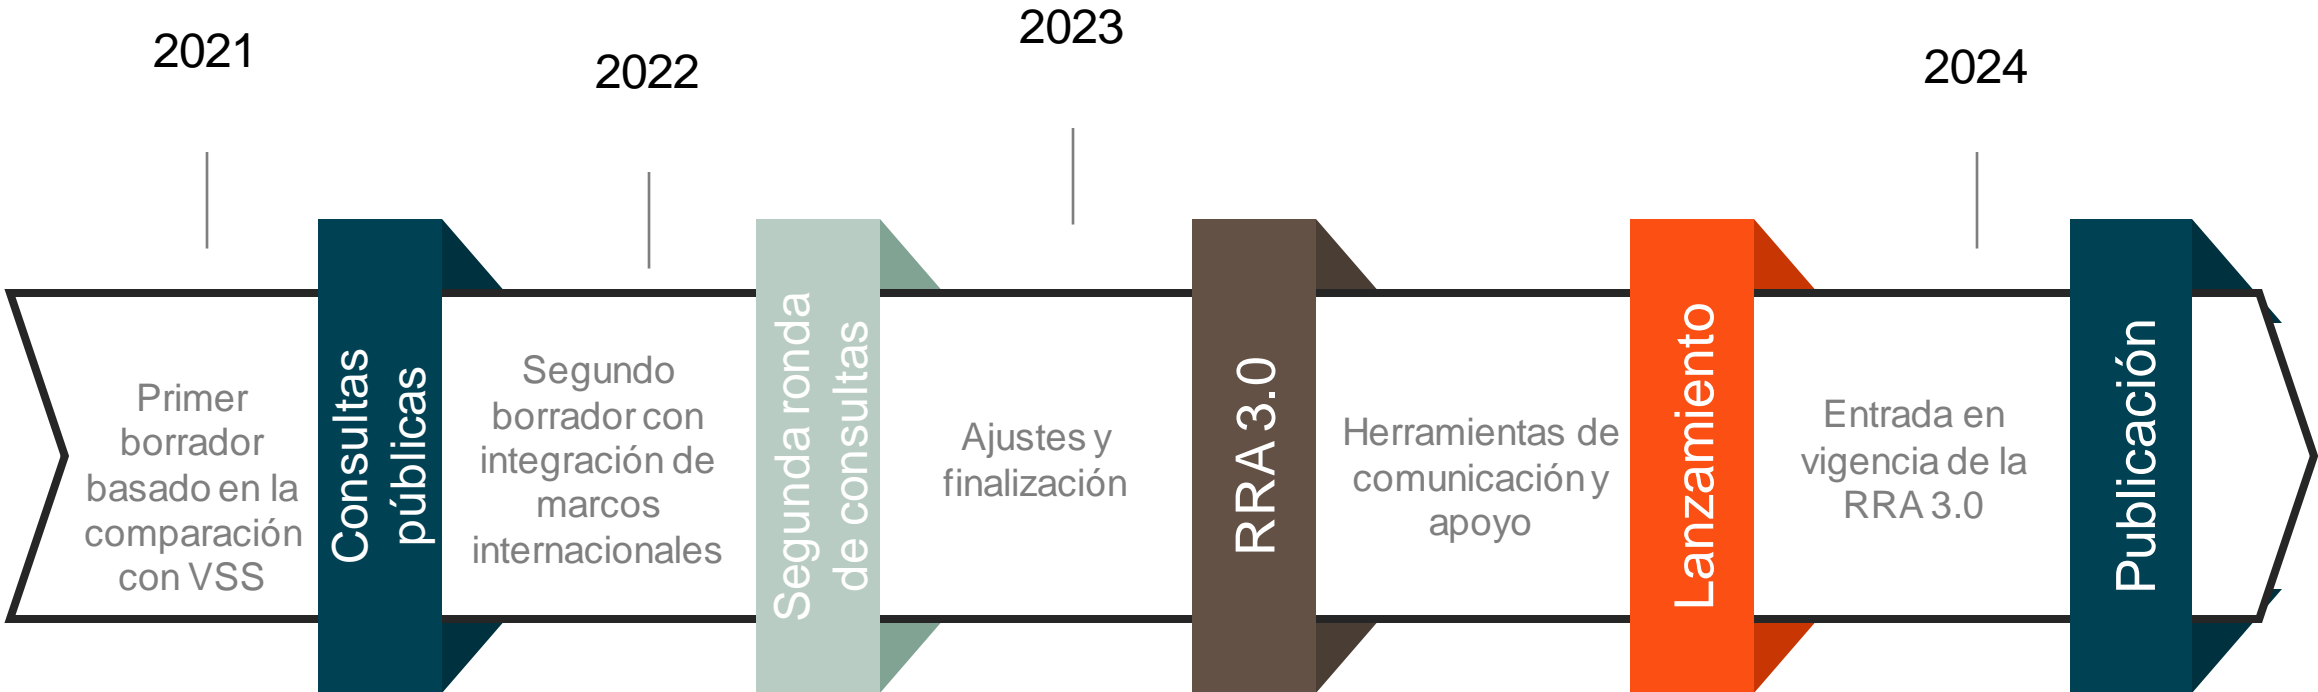 2021
2022
2023
2024
Primer
borrador
basado en la
comparación
con VSS
Consultas
públicas
Segundo
borrador con
integración de
marcos
internacionales
Segunda ronda
de consultas
Ajustes y
finalización
RRA 3.0
Herramientas de
comunicación y
apoyo
Lanzamiento
Entrada en
vigencia de la
RRA 3.0
Publicación